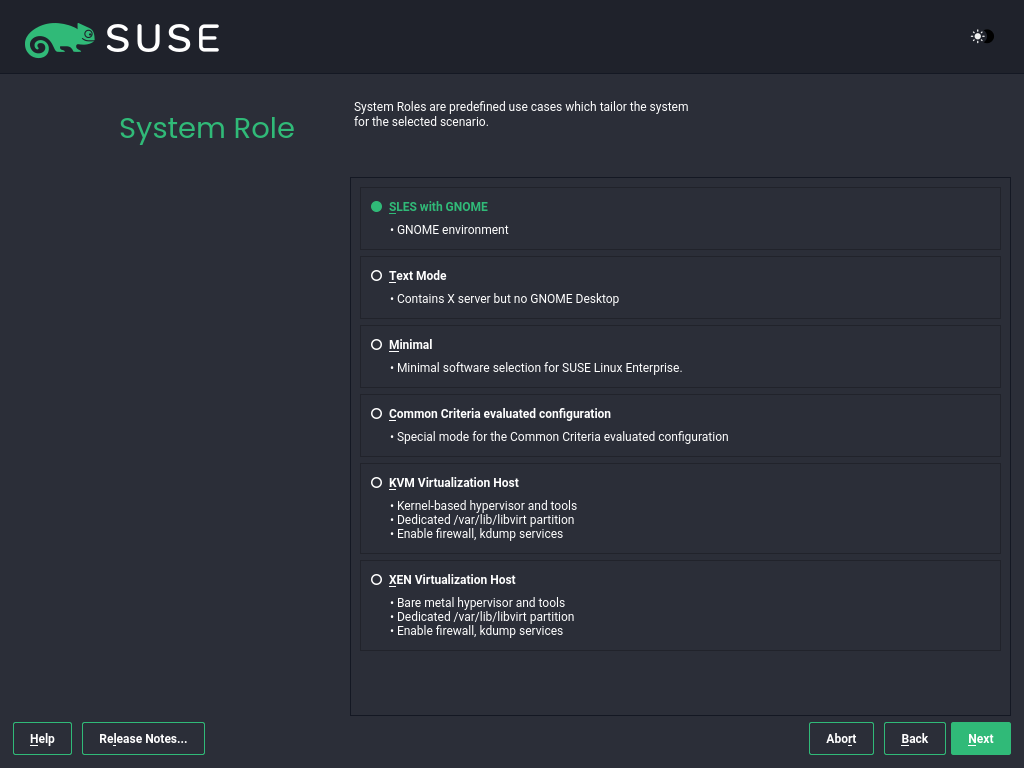 SUSE
System Role
System Roles are predefined use cases which tailor the system
for the selected scenario.
SLES with GNOME
• GNOME environment
Text Mode
• Contains X server but no GNOME Desktop
Minimal
• Minimal software selection for SUSE Linux Enterprise.
Common Criteria evaluated configuration
• Special mode for the Common Criteria evaluated configuration
KVM Virtualization Host
• Kernel-based hypervisor and tools
• Dedicated /var/lib/libvirt partition
• Enable firewall, kdump services
XEN Virtualization Host
• Bare metal hypervisor and tools
• Dedicated /var/lib/libvirt partition
• Enable firewall, kdump services
Help Release Notes... Abort Back Next